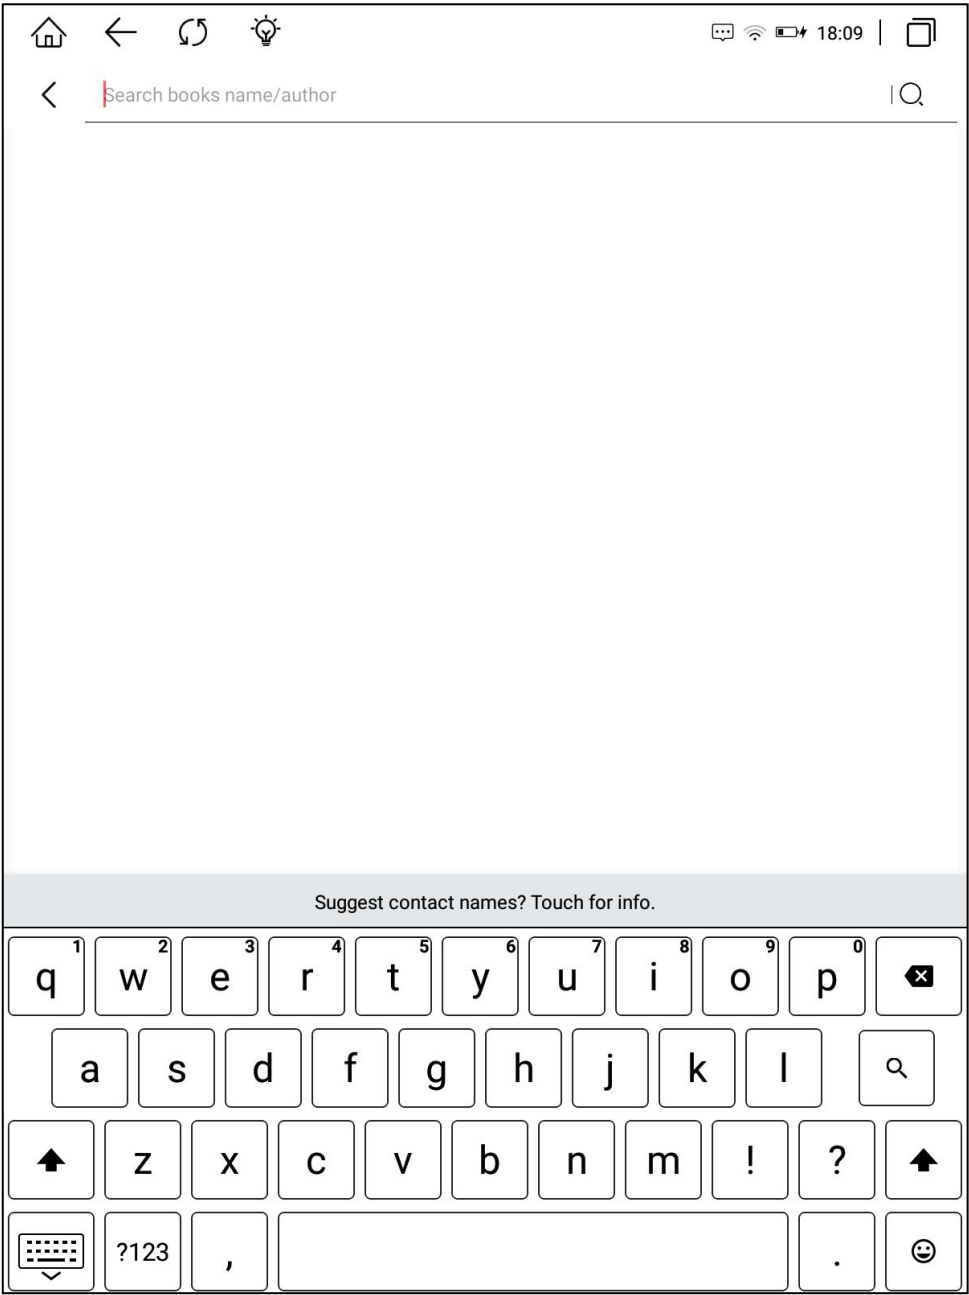 18:09
Search books name/author
Suggest contact names? Touch for info.
1 2 3 4 5 6 7 8 9 0
q w e r t y u i o p
a s d f g h j k l
z x c v b n m ! ?
?123 , .